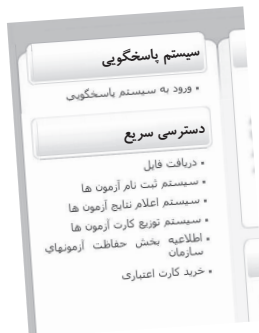 سیستم پاسخگویی
• ورود به سیستم پاسخگویی
دسترسی سریع
• دریافت فایل
• سیستم ثبت نام آزمون ها
• سیستم اعلام نتایج آزمون ها
• سیستم توزیع کارت آزمون ها
• اطلاعیه بخش حفاظت آزمونهای
سازمان
• خرید کارت اعتباری